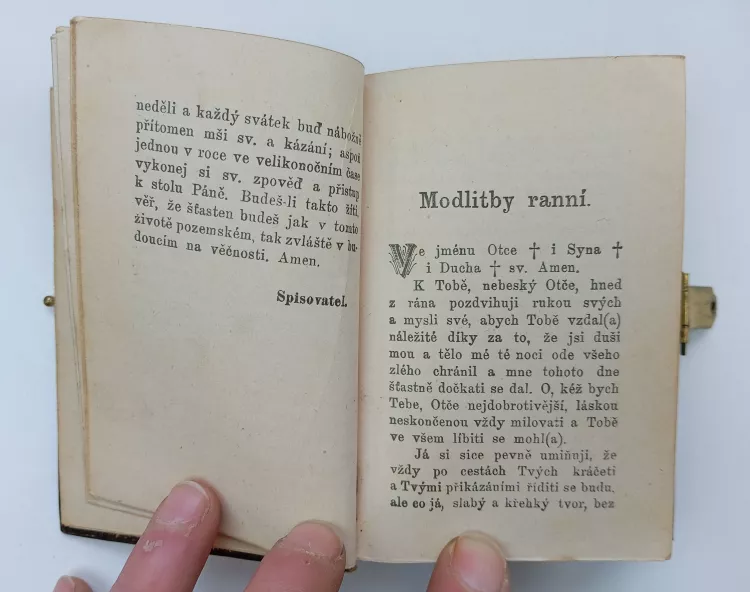 neděli a každý svátek buď nábožně
přítomen mši sv. a kázání; aspoň
jednou v roce ve velikonočním čase
vykonej si sv. zpověď a přistup
k stolu Páně. Budeš-li takto žíti,
věř, že šťasten budeš jak v tomto
životě pozemském, tak zvláště v bu-
doucím na věčnosti. Amen.
Spisovatel.
Modlitby ranní.
Ve jménu Otce † i Syna †
i Ducha † sv. Amen.
K Tobě, nebeský Otče, hned
z rána pozdvihuji rukou svých
a mysli své, abych Tobě vzdal(a)
náležité díky za to, že jsi duši
mou a tělo mé té noci ode všeho
zlého chránil a mne tohoto dne
šťastně dočkati se dal. O, kéž bych
Tebe, Otče nejdobrotivější, láskou
neskončenou vždy milovati a Tobě
ve všem líbiti se mohl(a).
Já si sice pevně umiňuji, že
vždy po cestách Tvých kráčeti
a Tvými přikázáními říditi se budu,
ale co já, slabý a křehký tvor, bez